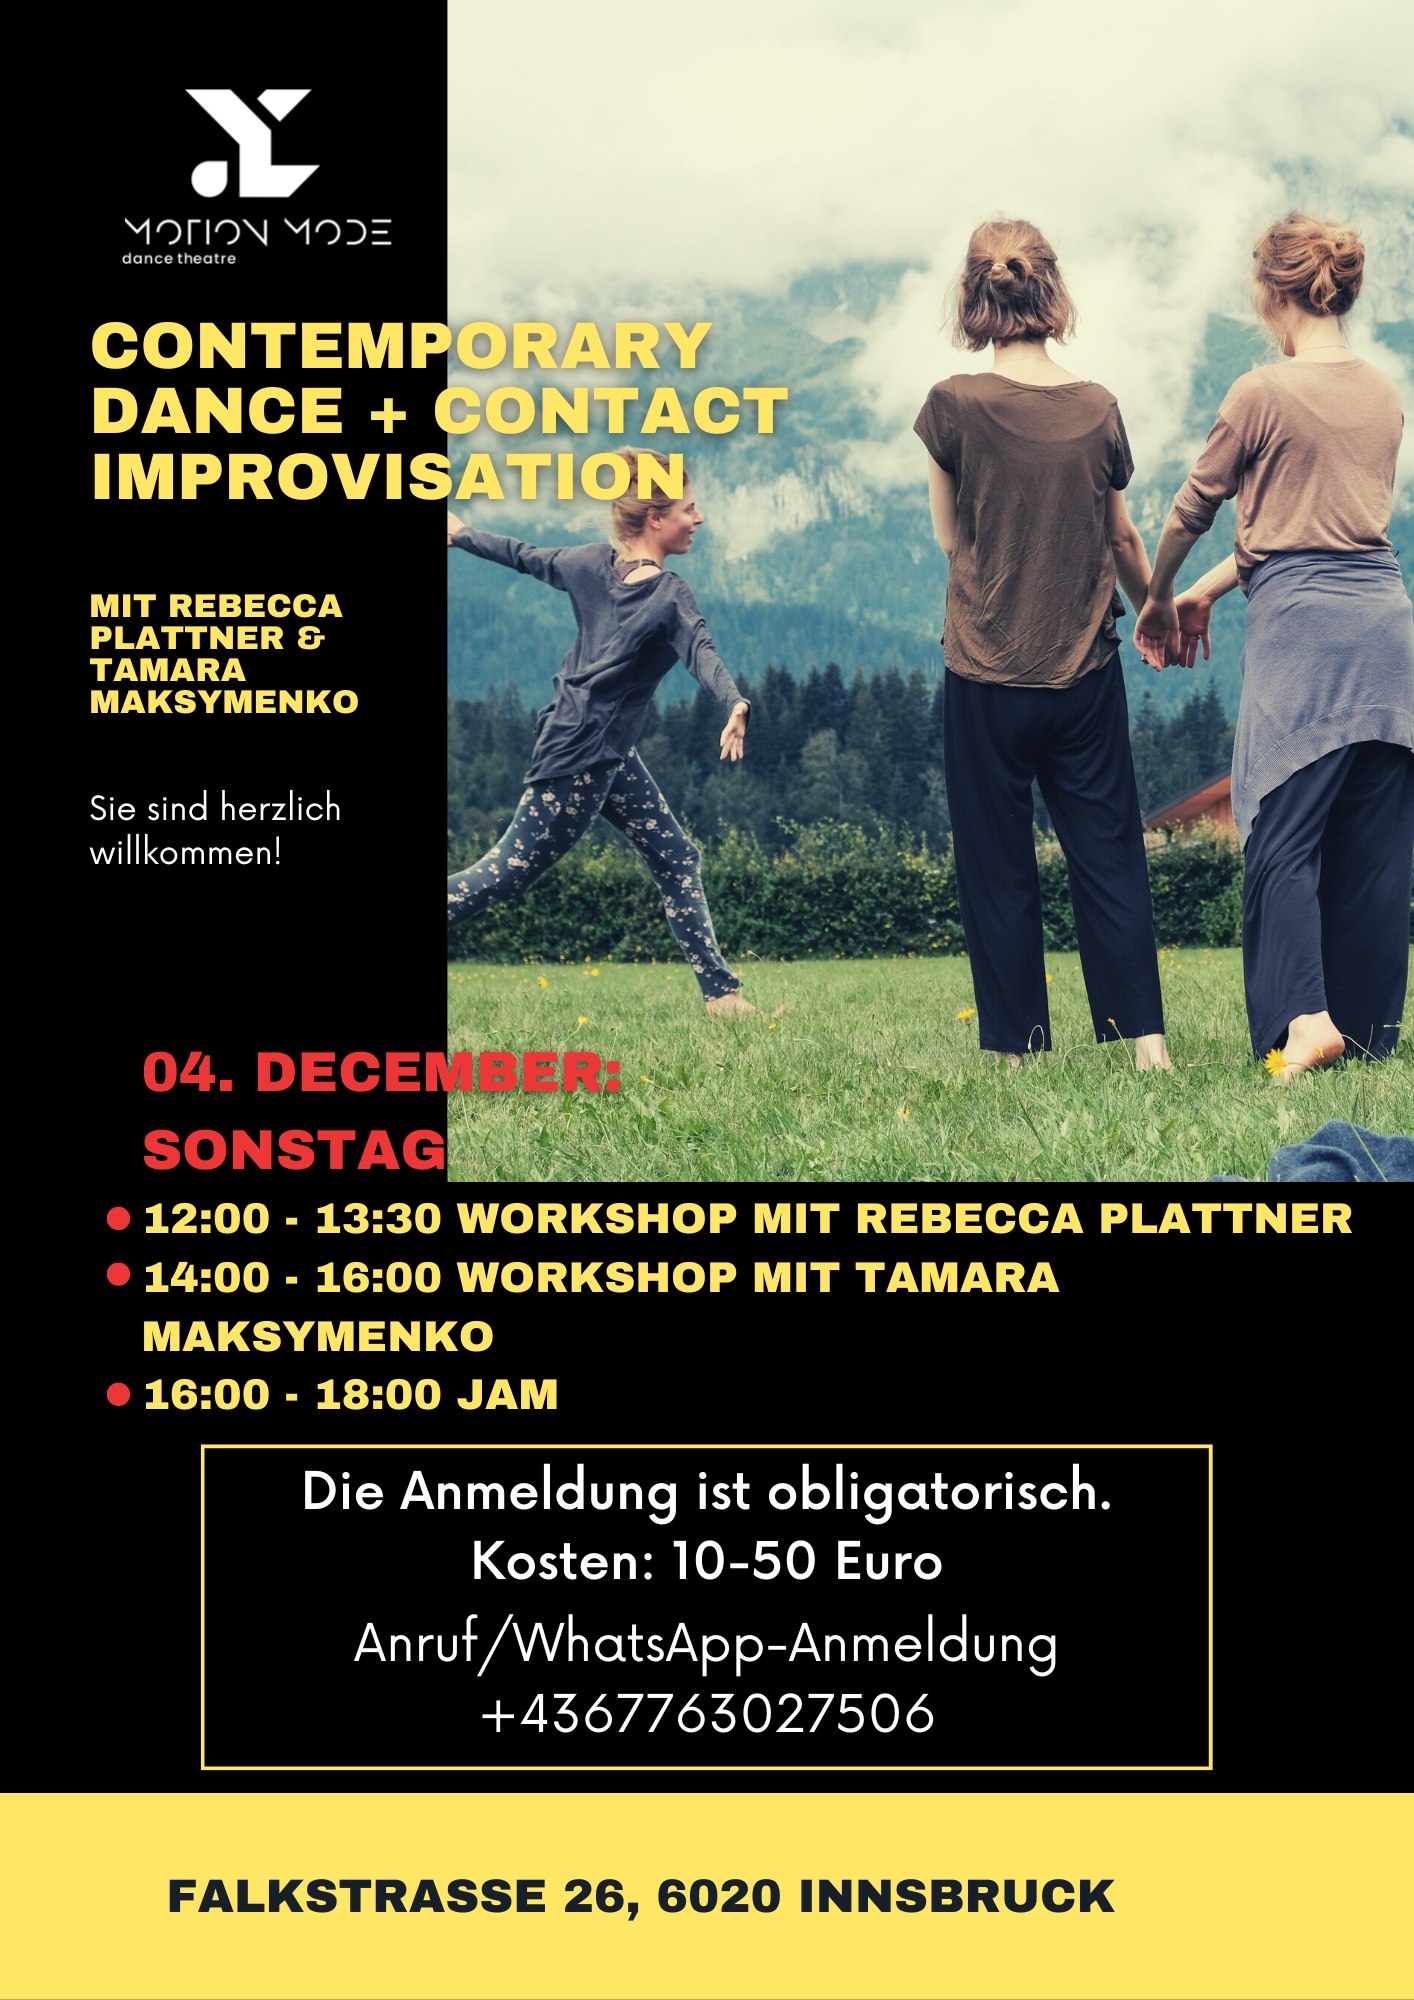 MOTION MODE
dance theatre
CONTEMPORARY
DANCE + CONTACT
IMPROVISATION
MIT REBECCA
PLATTNER &
TAMARA
MAKSYMENKO
Sie sind herzlich
willkommen!
04. DECEMBER:
SONSTAG
12:00 - 13:30 WORKSHOP MIT REBECCA PLATTNER
14:00 - 16:00 WORKSHOP MIT TAMARA
MAKSYMENKO
16:00 - 18:00 JAM
Die Anmeldung ist obligatorisch.
Kosten: 10-50 Euro
Anruf/WhatsApp-Anmeldung
+4367763027506
FALKSTRASSE 26, 6020 INNSBRUCK